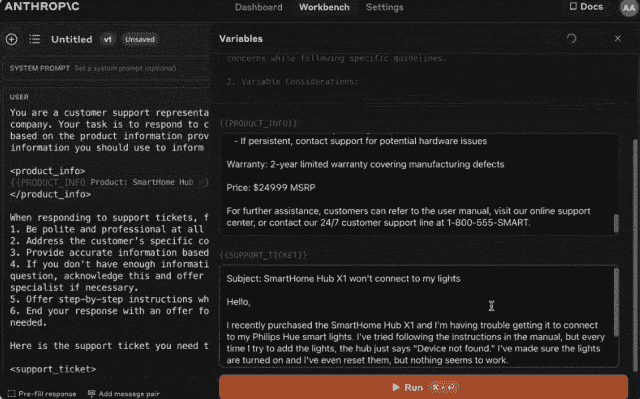 ANTHROP\C
Dashboard
Workbench
Settings
Docs
AA
Untitled
v1
Unsaved
SYSTEM PROMPT Set a system prompt (optional)
USER
You are a customer support representa
company. Your task is to respond to c
based on the product information prov
information you should use to inform
<product_info>
{{PRODUCT_INFO Product: SmartHome Hub
</product_info>
When responding to support tickets, f
1. Be polite and professional at all
2. Address the customer's specific co
3. Provide accurate information based
4. If you don't have enough informati
question, acknowledge this and offer
specialist if necessary.
5. Offer step-by-step instructions wh
6. End your response with an offer fo
needed.
Here is the support ticket you need t
<support_ticket>
Pre-fill response
Add message pair
Variables
concerns while following specific guidelines.
2. Variable Considerations:
{{PRODUCT_INFO}}
- If persistent, contact support for potential hardware issues
Warranty: 2-year limited warranty covering manufacturing defects
Price: $249.99 MSRP
For further assistance, customers can refer to the user manual, visit our online support
center, or contact our 24/7 customer support line at 1-800-555-SMART.
{{SUPPORT_TICKET}}
Subject: SmartHome Hub X1 won't connect to my lights
Hello,
I recently purchased the SmartHome Hub X1 and I'm having trouble getting it to connect
to my Philips Hue smart lights. I've tried following the instructions in the manual, but every
time I try to add the lights, the hub just says "Device not found." I've made sure the lights
are turned on and I've even reset them, but nothing seems to work.
Run ⌘ + ⏎